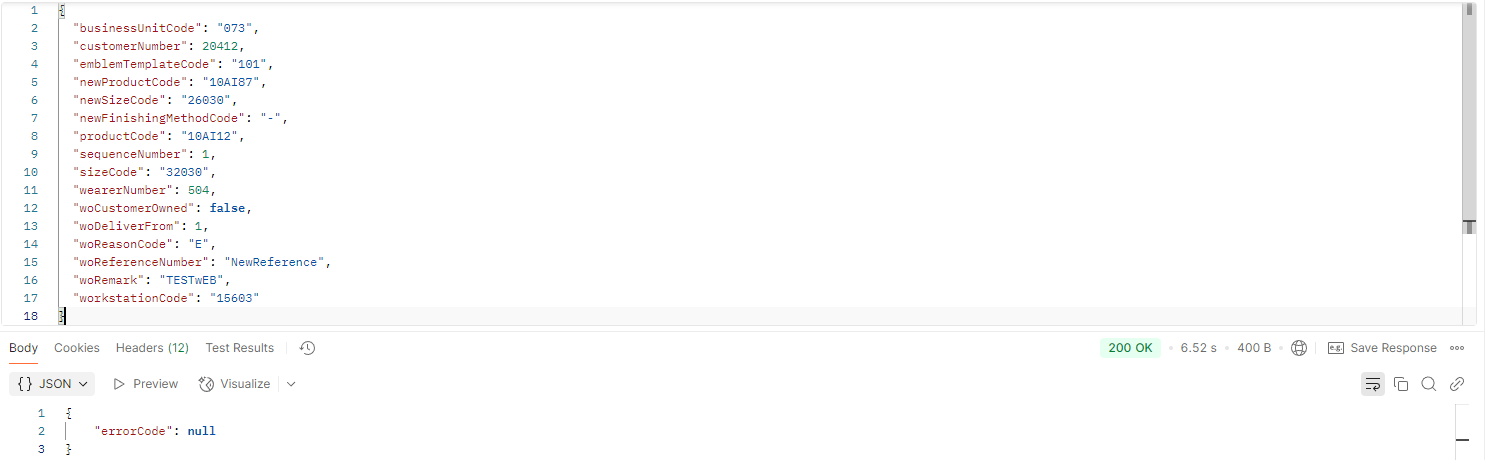 1 {
2 "businessUnitCode": "073",
3 "customerNumber": 20412,
4 "emblemTemplateCode": "101",
5 "newProductCode": "10AI87",
6 "newSizeCode": "26030",
7 "newFinishingMethodCode": "-",
8 "productCode": "10AI12",
9 "sequenceNumber": 1,
10 "sizeCode": "32030",
11 "wearerNumber": 504,
12 "woCustomerOwned": false,
13 "woDeliverFrom": 1,
14 "woReasonCode": "E",
15 "woReferenceNumber": "NewReference",
16 "woRemark": "TESTwEB",
17 "workstationCode": "15603"
18 }
Body Cookies Headers (12) Test Results 200 OK • 6.52 s • 400 B • e.g. Save Response
{} JSON Preview Visualize
1 {
2 "errorCode": null
3 }